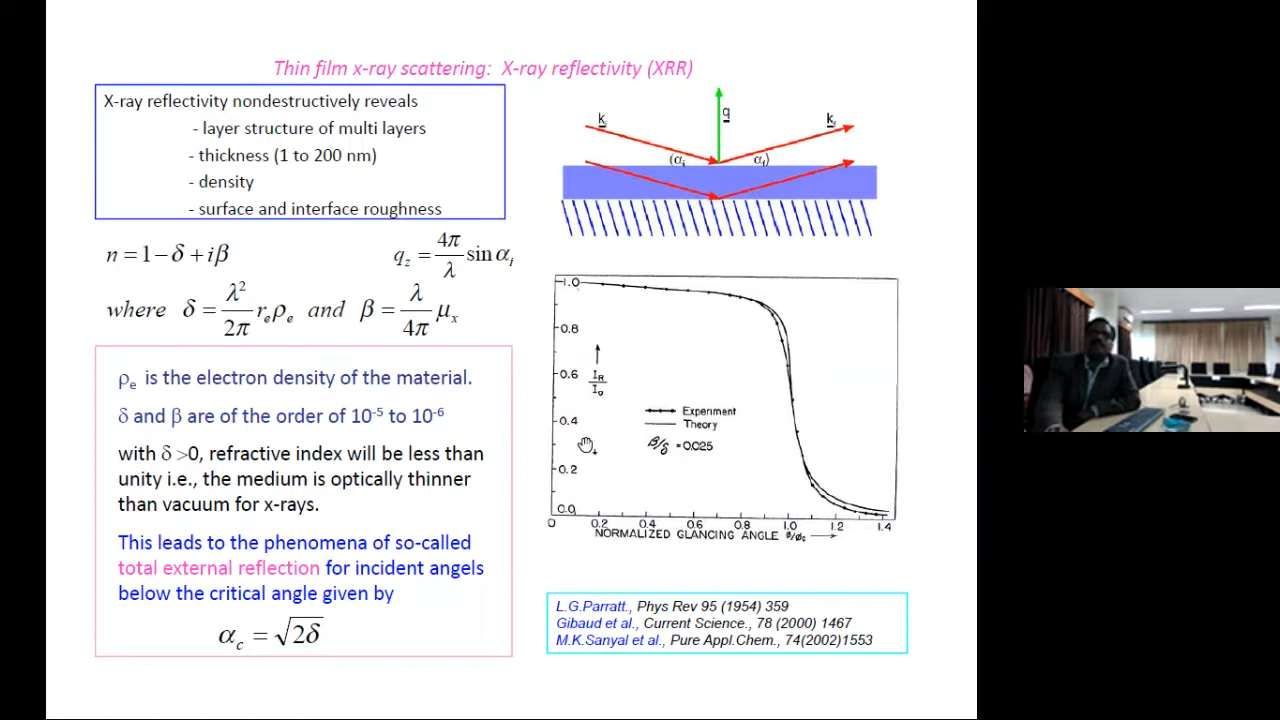 Thin film x-ray scattering: X-ray reflectivity (XRR)
X-ray reflectivity nondestructively reveals
- layer structure of multi layers
- thickness (1 to 200 nm)
- density
- surface and interface roughness
n = 1 − δ + iβ
q_z = 4π/λ sin α_i
where δ = λ²/2π r_e ρ_e and β = λ/4π μ_x
ρe is the electron density of the material.
δ and β are of the order of 10-5 to 10-6
with δ >0, refractive index will be less than
unity i.e., the medium is optically thinner
than vacuum for x-rays.
This leads to the phenomena of so-called
total external reflection for incident angels
below the critical angle given by
α_c = √2δ
k_i
q
k_f
(α_i
α_f)
1.0
0.8
0.6
0.4
0.2
0.0
I_R/I_o
Experiment
Theory
β/δ = 0.025
0 0.2 0.4 0.6 0.8 1.0 1.2 1.4
NORMALIZED GLANCING ANGLE ø/øc
L.G.Parratt., Phys Rev 95 (1954) 359
Gibaud et al., Current Science., 78 (2000) 1467
M.K.Sanyal et al., Pure Appl.Chem., 74(2002)1553